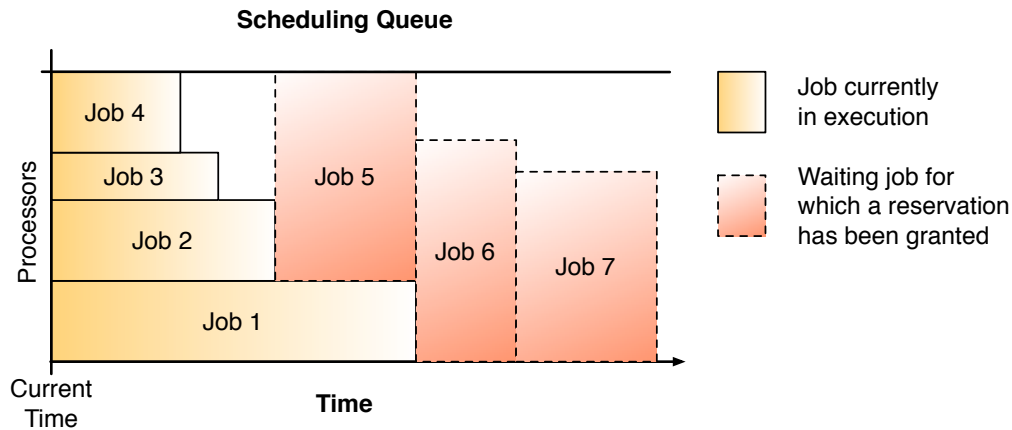 Scheduling Queue
Job 4
Job 3
Job 2
Job 1
Job 5
Job 6
Job 7
Processors
Current
Time
Time
Job currently
in execution
Waiting job for
which a reservation
has been granted